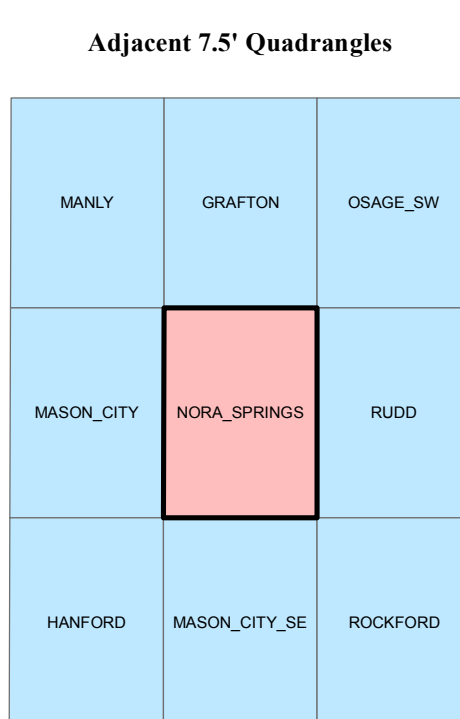 Adjacent 7.5' Quadrangles
MANLY GRAFTON OSAGE_SW
MASON_CITY NORA_SPRINGS RUDD
HANFORD MASON_CITY_SE ROCKFORD